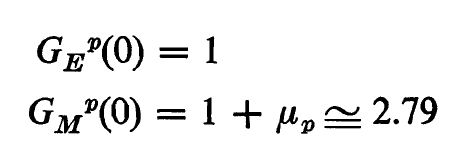 G_E^p(0) = 1
G_M^p(0) = 1 + μ_p ≅ 2.79